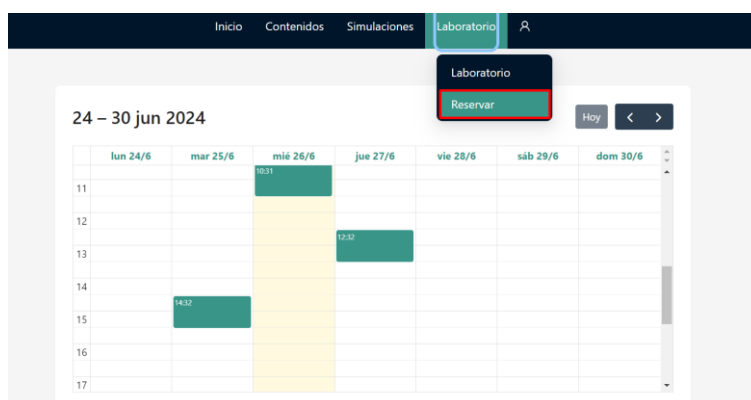 Inicio Contenidos Simulaciones Laboratorio
Laboratorio
Reservar
24 – 30 jun 2024
Hoy
lun 24/6 mar 25/6 mié 26/6 jue 27/6 vie 28/6 sáb 29/6 dom 30/6
10:31
11
12
12:32
13
14
14:32
15
16
17